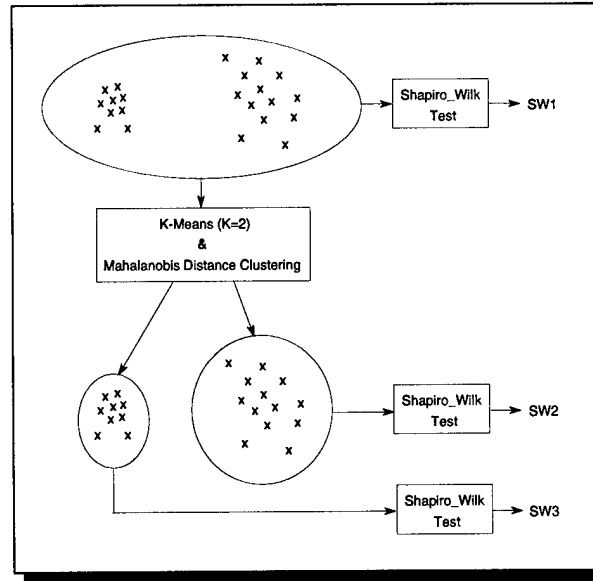 Shapiro_Wilk
Test
SW1
K-Means (K=2)
&
Mahalanobis Distance Clustering
Shapiro_Wilk
Test
SW2
Shapiro_Wilk
Test
SW3